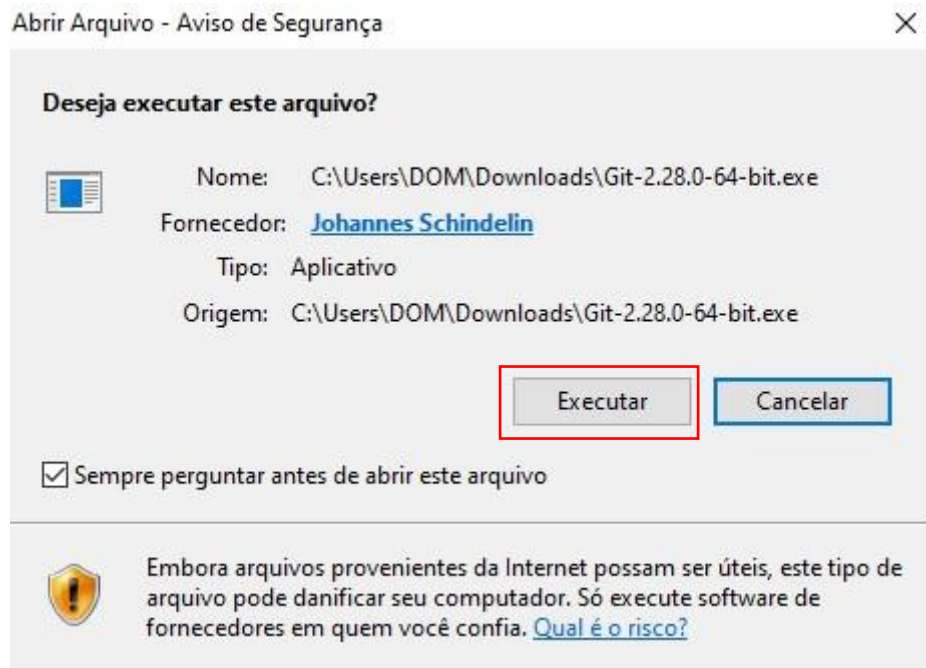 Abrir Arquivo - Aviso de Segurança
Deseja executar este arquivo?
Nome: C:\Users\DOM\Downloads\Git-2.28.0-64-bit.exe
Fornecedor: Johannes Schindelin
Tipo: Aplicativo
Origem: C:\Users\DOM\Downloads\Git-2.28.0-64-bit.exe
Executar Cancelar
Sempre perguntar antes de abrir este arquivo
Embora arquivos provenientes da Internet possam ser úteis, este tipo de
arquivo pode danificar seu computador. Só execute software de
fornecedores em quem você confia. Qual é o risco?